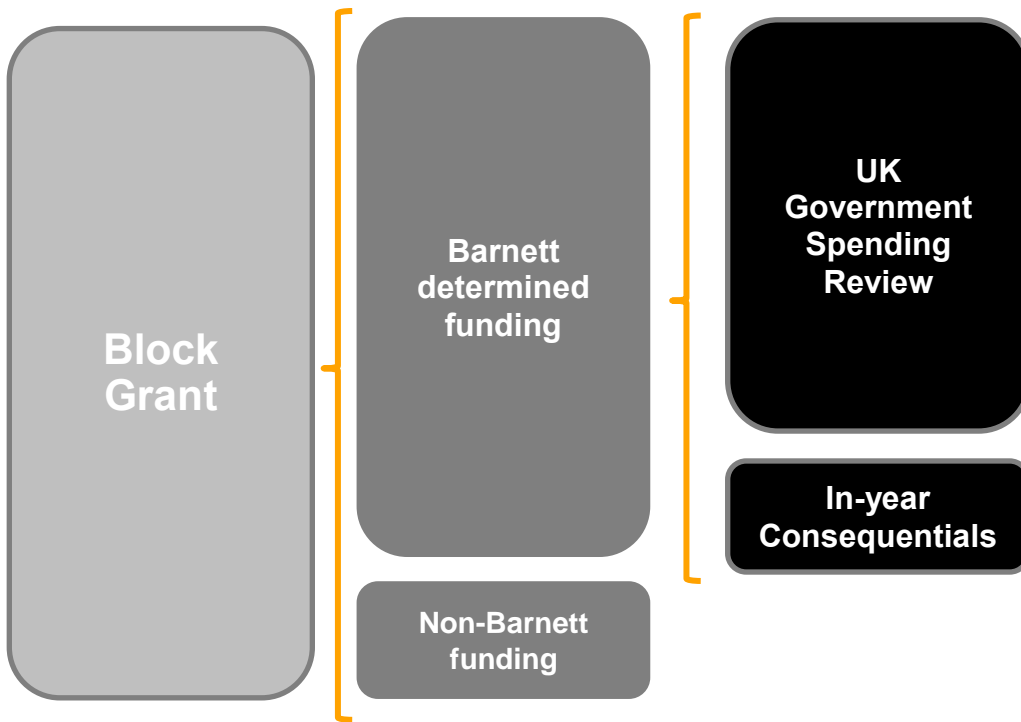 Block
Grant
Barnett
determined
funding
Non-Barnett
funding
UK
Government
Spending
Review
In-year
Consequentials